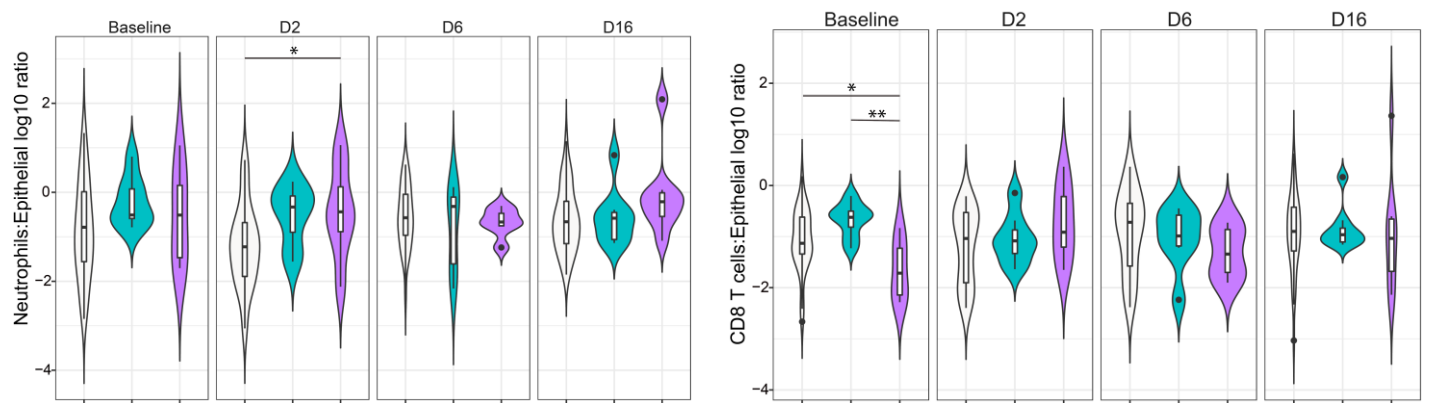 Baseline D2 D6 D16
Neutrophils:Epithelial log10 ratio
*
2
0
−2
−4
Baseline D2 D6 D16
CD8 T cells:Epithelial log10 ratio
*
**
2
0
−2
−4